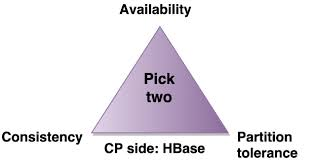 Availability
Pick
two
Consistency
CP side: HBase
Partition
tolerance